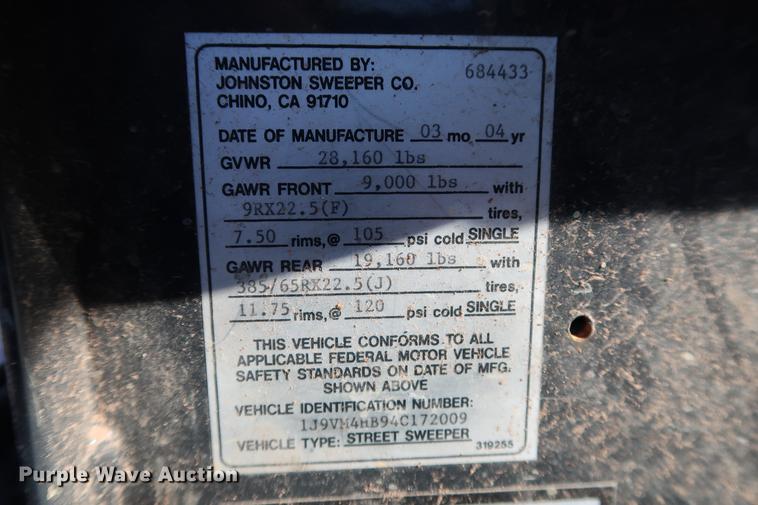 MANUFACTURED BY: 684433
JOHNSTON SWEEPER CO.
CHINO, CA 91710
DATE OF MANUFACTURE 03 mo. 04 yr
GVWR 28,160 lbs
GAWR FRONT 9,000 lbs with
9RX22.5(F) tires,
7.50 rims,@ 105 psi cold SINGLE
GAWR REAR 19,160 lbs with
385/65RX22.5(J) tires,
11.75 rims,@ 120 psi cold SINGLE
THIS VEHICLE CONFORMS TO ALL
APPLICABLE FEDERAL MOTOR VEHICLE
SAFETY STANDARDS ON DATE OF MFG.
SHOWN ABOVE
VEHICLE IDENTIFICATION NUMBER:
1J9VM4HB94C172009
VEHICLE TYPE: STREET SWEEPER 319255
Purple Wave Auction